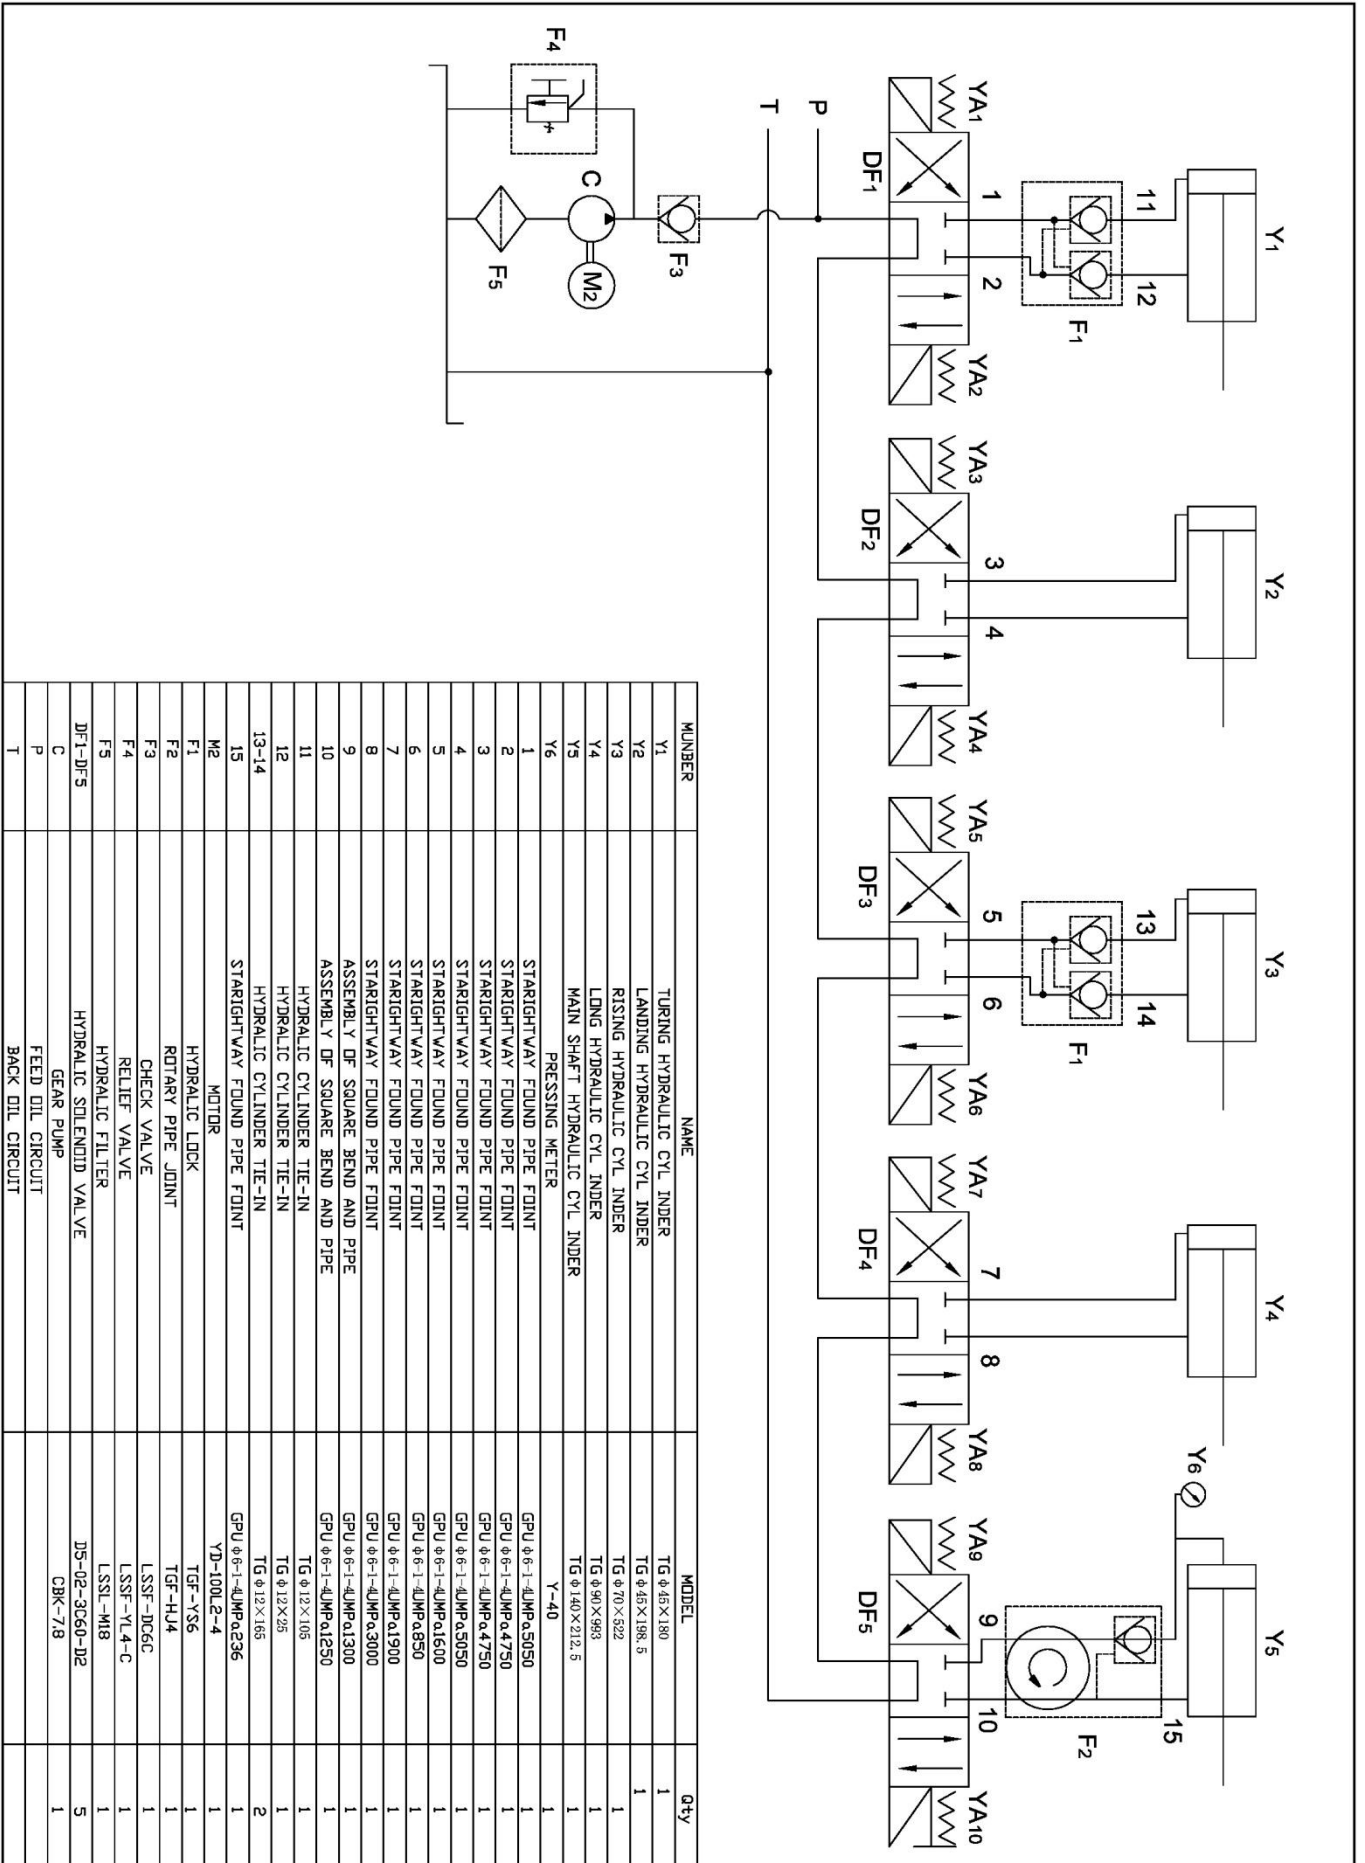 Y1
Y2
Y3
Y4
Y5
Y6
11
12
13
14
15
F1
F1
F2
1
2
3
4
5
6
7
8
9
10
YA1
YA2
YA3
YA4
YA5
YA6
YA7
YA8
YA9
YA10
DF1
DF2
DF3
DF4
DF5
P
T
F3
F4
C
M2
F5
MUNBER NAME MODEL Qty
Y1 TURING HYDRAULIC CYL INDER TG ϕ45×180 1
Y2 LANDING HYDRAULIC CYL INDER TG ϕ45×198.5 1
Y3 RISING HYDRAULIC CYL INDER TG ϕ70×522 1
Y4 LONG HYDRAULIC CYL INDER TG ϕ90×993 1
Y5 MAIN SHAFT HYDRAULIC CYL INDER TG ϕ140×212.5 1
Y6 PRESSING METER Y-40 1
1 STARIGHTWAY FOUND PIPE FOINT GPU ϕ6-1-4UMPa5050 1
2 STARIGHTWAY FOUND PIPE FOINT GPU ϕ6-1-4UMPa4750 1
3 STARIGHTWAY FOUND PIPE FOINT GPU ϕ6-1-4UMPa4750 1
4 STARIGHTWAY FOUND PIPE FOINT GPU ϕ6-1-4UMPa5050 1
5 STARIGHTWAY FOUND PIPE FOINT GPU ϕ6-1-4UMPa1600 1
6 STARIGHTWAY FOUND PIPE FOINT GPU ϕ6-1-4UMPa850 1
7 STARIGHTWAY FOUND PIPE FOINT GPU ϕ6-1-4UMPa1900 1
8 STARIGHTWAY FOUND PIPE FOINT GPU ϕ6-1-4UMPa3000 1
9 ASSEMBLY OF SQUARE BEND AND PIPE GPU ϕ6-1-4UMPa1300 1
10 ASSEMBLY OF SQUARE BEND AND PIPE GPU ϕ6-1-4UMPa1250 1
11 HYDRALIC CYLINDER TIE-IN TG ϕ12×105 1
12 HYDRALIC CYLINDER TIE-IN TG ϕ12×25 1
13-14 HYDRALIC CYLINDER TIE-IN TG ϕ12×165 2
15 STARIGHTWAY FOUND PIPE FOINT GPU ϕ6-1-4UMPa236 1
M2 MOTOR YD-100L2-4 1
F1 HYDRALIC LOCK TGF-YS6 1
F2 ROTARY PIPE JOINT TGF-HJ4 1
F3 CHECK VALVE LSSF-DC6C 1
F4 RELIEF VALVE LSSF-YL4-C 1
F5 HYDRALIC FILTER LSSL-M18 1
DF1-DF5 HYDRALIC SOLENOID VALVE D5-02-3C60-D2 5
C GEAR PUMP CBK-7.8 1
P FEED OIL CIRCUIT
T BACK OIL CIRCUIT